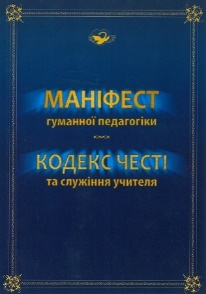 МАНІФЕСТ
гуманної педагогіки
КОДЕКС ЧЕСТІ
та служіння учителя